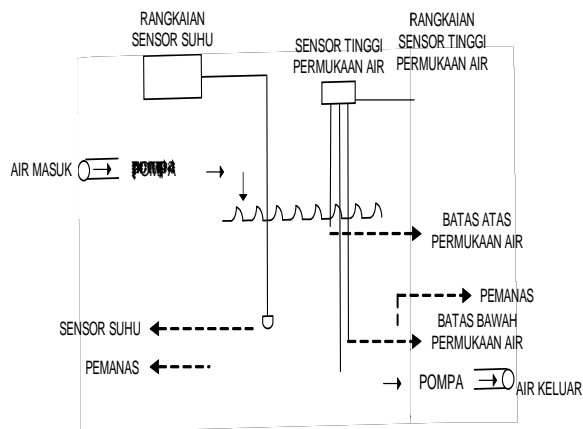 RANGKAIAN
SENSOR SUHU
SENSOR TINGGI
PERMUKAAN AIR
RANGKAIAN
SENSOR TINGGI
PERMUKAAN AIR
AIR MASUK
POMPA
BATAS ATAS
PERMUKAAN AIR
PEMANAS
SENSOR SUHU
BATAS BAWAH
PERMUKAAN AIR
PEMANAS
POMPA
AIR KELUAR